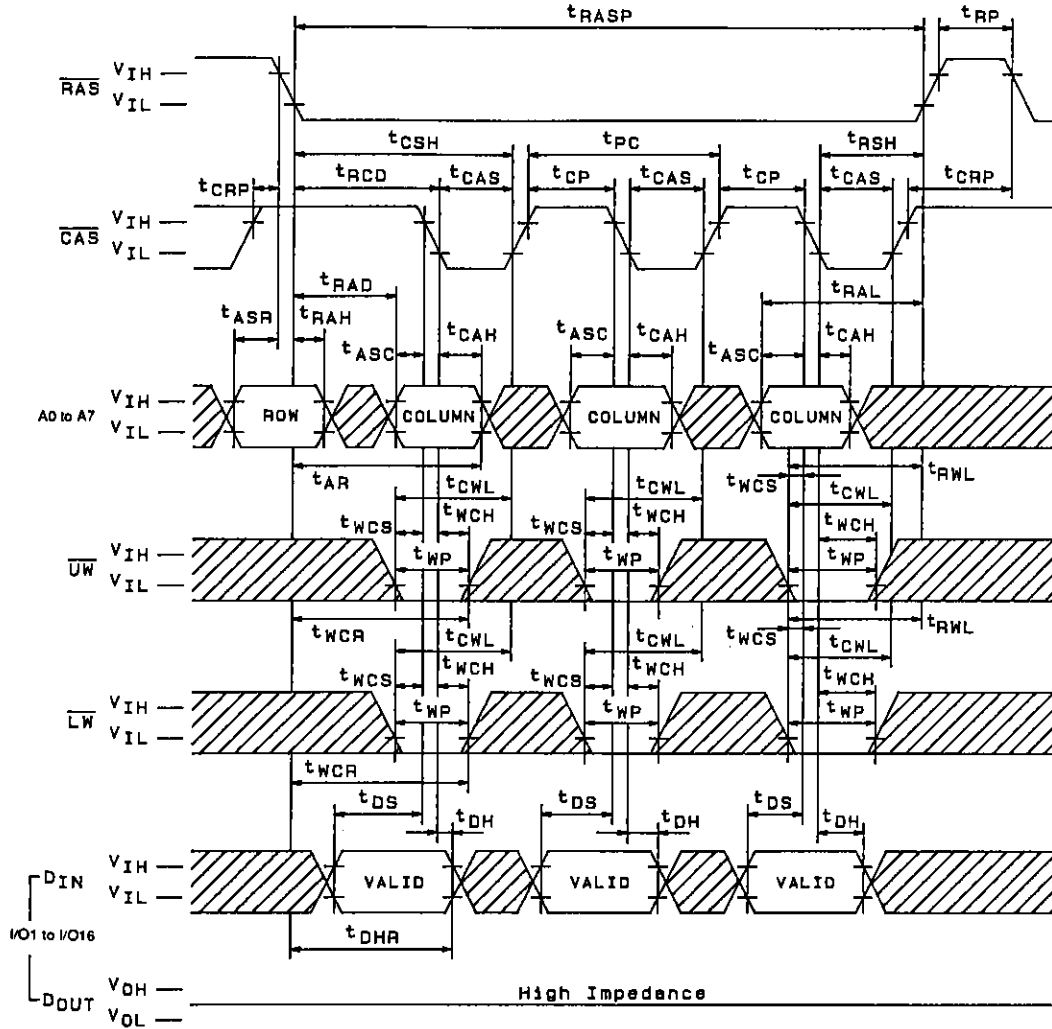 tRASP tRP
RAS VIH
VIL
tCSH tPC tRSH
tCRP tRCD tCAS tCP tCAS tCP tCAS tCRP
CAS VIH
VIL
tRAD tRAL
tASR tRAH tASC tCAH tASC tCAH tASC tCAH
A0 to A7 VIH
VIL
ROW COLUMN COLUMN COLUMN
tAR tCWL tCWL tWCS tRWL
tCWL
tWCS tWCH tWCS tWCH tWCH
UW VIH
VIL
tWP tWP tWP
tWCR tCWL tCWL tWCS tRWL
tCWL
tWCS tWCH tWCS tWCH tWCH
LW VIH
VIL
tWP tWP tWP
tWCR
tDS tDH tDS tDH tDS tDH
DIN VIH
VIL
VALID VALID VALID
I/O1 to I/O16
tDHR
DOUT VOH
VOL
High Impedance